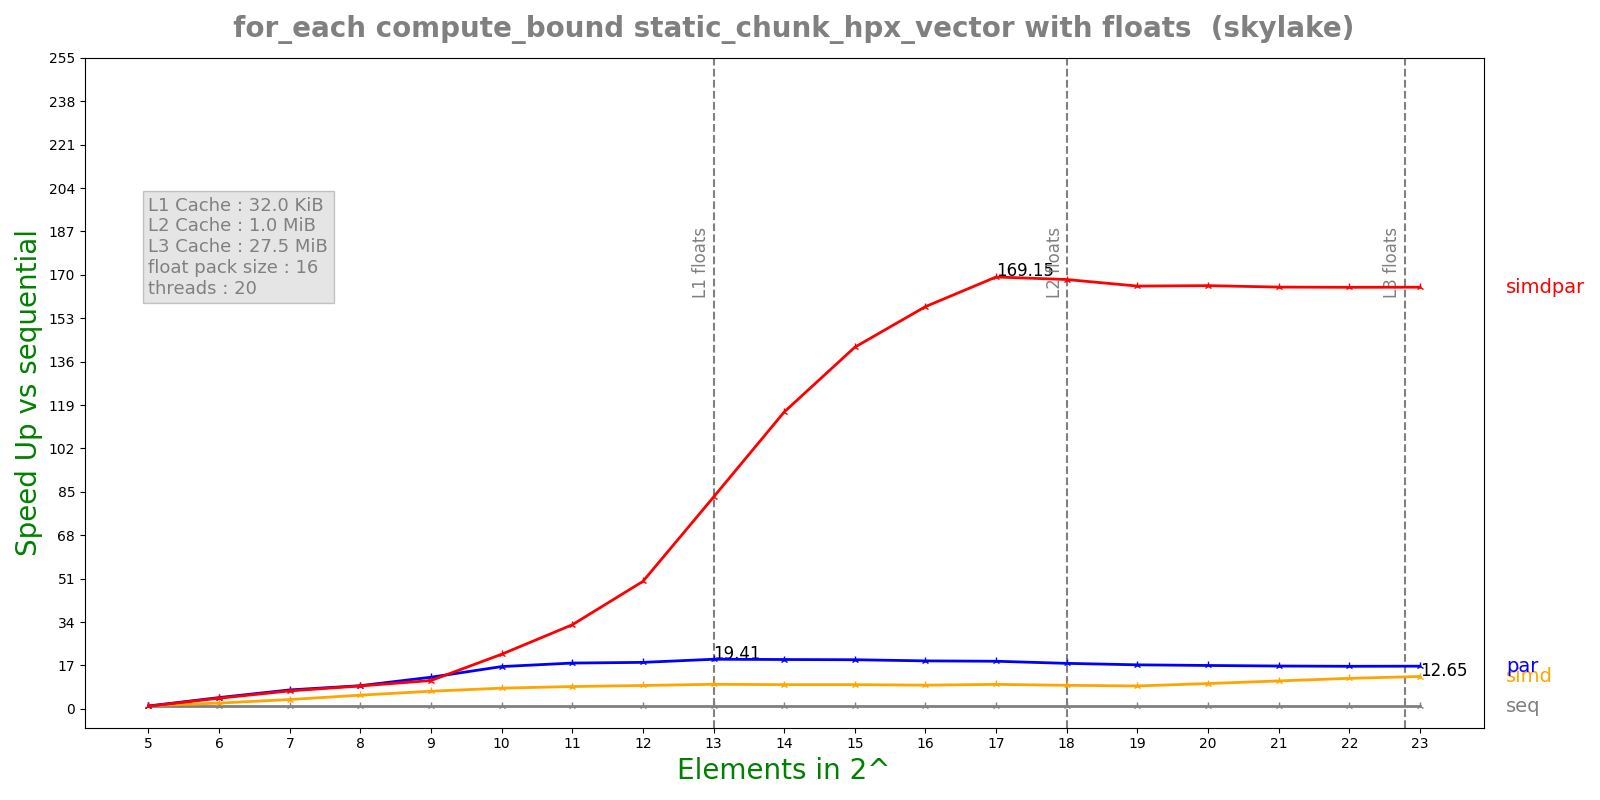 for_each compute_bound static_chunk_hpx_vector with floats (skylake)
Speed Up vs sequential
255
238
221
204
187
170
153
136
119
102
85
68
51
34
17
0
L1 Cache : 32.0 KiB
L2 Cache : 1.0 MiB
L3 Cache : 27.5 MiB
float pack size : 16
threads : 20
L1 floats
L2 floats
L3 floats
169.15
19.41
12.65
simdpar
par
simd
seq
5 6 7 8 9 10 11 12 13 14 15 16 17 18 19 20 21 22 23
Elements in 2^